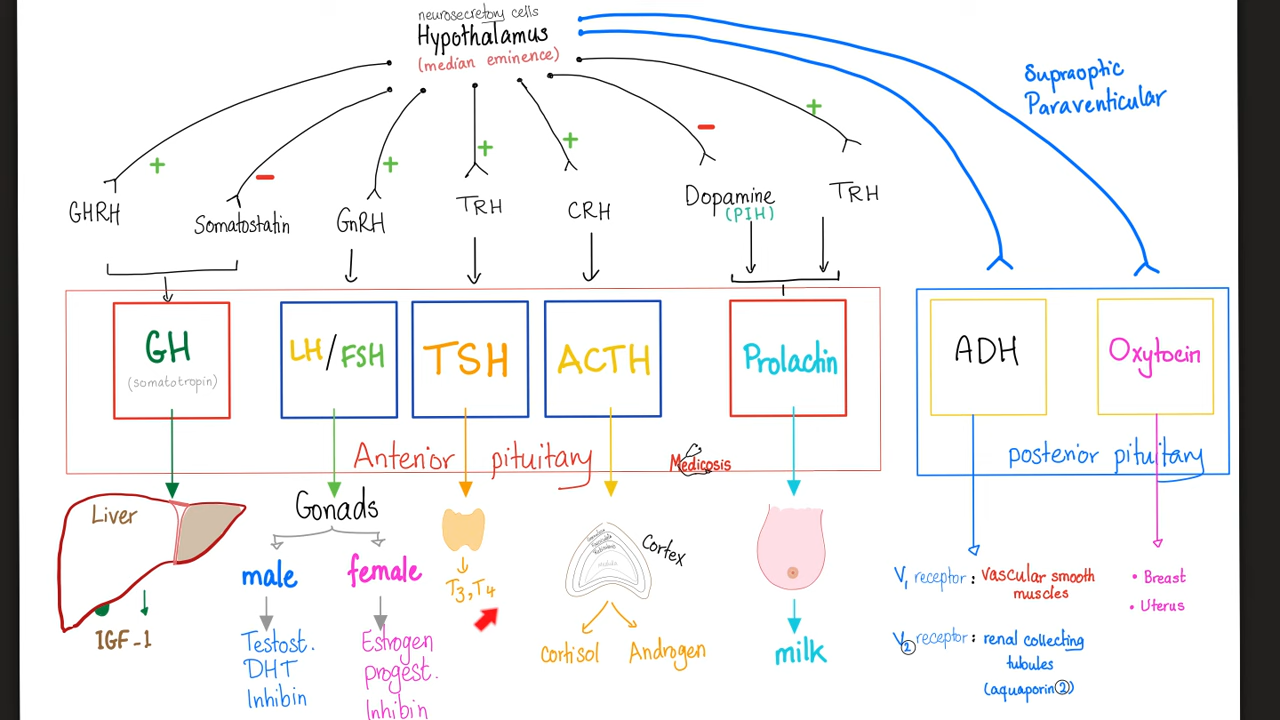 neurosecretory cells
Hypothalamus
(median eminence)
Supraoptic
Paraventicular
+
−
+
+
+
−
+
GHRH
Somatostatin
GnRH
TRH
CRH
Dopamine
(PIH)
TRH
GH
(somatotropin)
LH/FSH
TSH
ACTH
Prolactin
ADH
Oxytocin
Anterior pituitary
Medicosis
posterior pituitary
Liver
IGF-1
Gonads
male
female
Testost.
DHT
Inhibin
Estrogen
progest.
Inhibin
T3,T4
Cortex
Cortisol
Androgen
milk
V1 receptor: vascular smooth
muscles
V2 receptor: renal collecting
tubules
(aquaporin 2)
• Breast
• Uterus